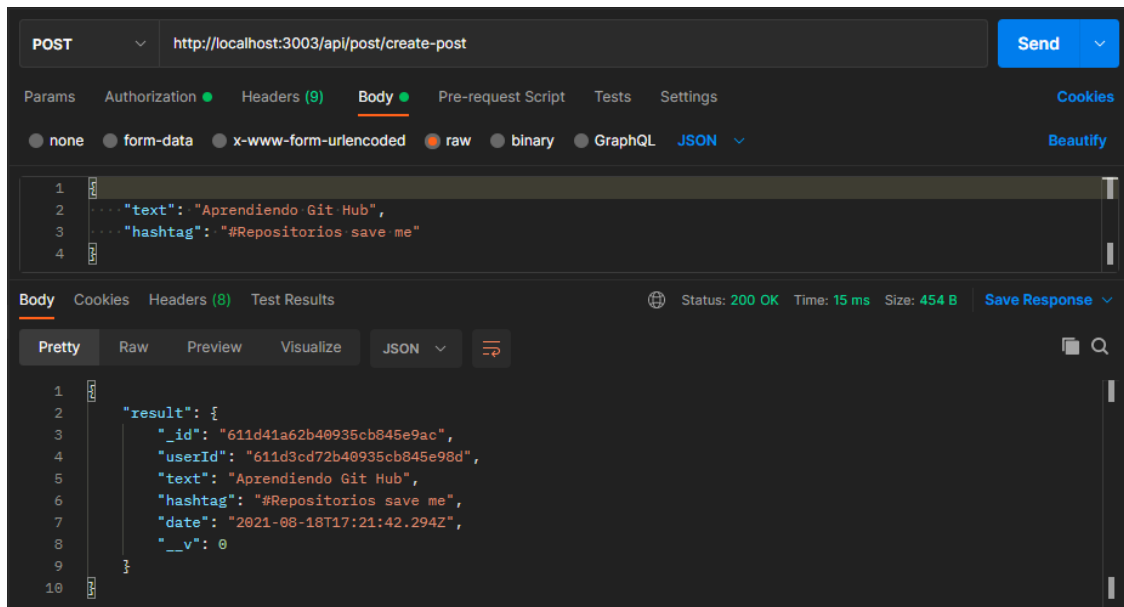 POST http://localhost:3003/api/post/create-post Send
Params Authorization Headers (9) Body Pre-request Script Tests Settings Cookies
none form-data x-www-form-urlencoded raw binary GraphQL JSON Beautify
1 {
2 ····"text":·"Aprendiendo·Git·Hub",
3 ····"hashtag":·"#Repositorios·save·me"
4 }
Body Cookies Headers (8) Test Results Status: 200 OK Time: 15 ms Size: 454 B Save Response
Pretty Raw Preview Visualize JSON
1 {
2 "result": {
3 "_id": "611d41a62b40935cb845e9ac",
4 "userId": "611d3cd72b40935cb845e98d",
5 "text": "Aprendiendo Git Hub",
6 "hashtag": "#Repositorios save me",
7 "date": "2021-08-18T17:21:42.294Z",
8 "__v": 0
9 }
10 }